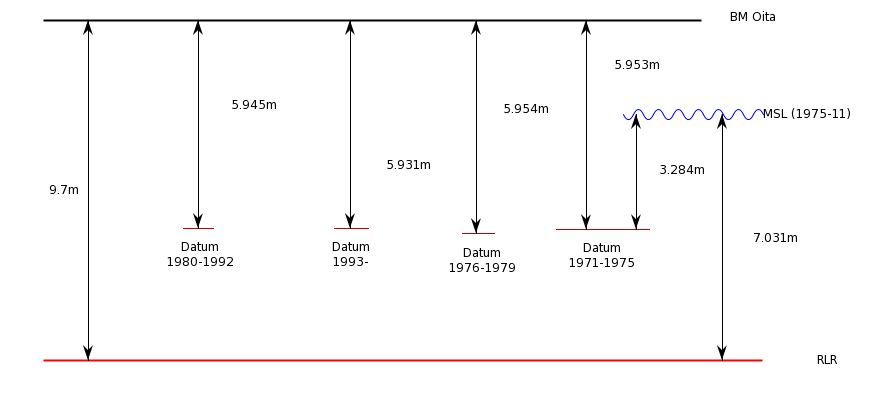 BM Oita
5.953m
5.945m
5.954m
MSL (1975-11)
5.931m
3.284m
9.7m
7.031m
Datum
1980-1992
Datum
1993-
Datum
1976-1979
Datum
1971-1975
RLR